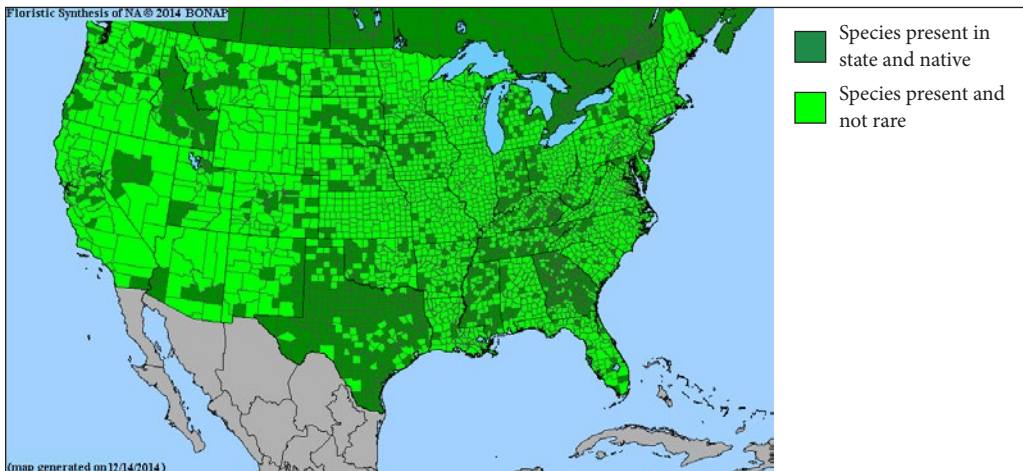 Floristic Synthesis of NA © 2014 BONAP
Species present in
state and native
Species present and
not rare
(map generated on 12/14/2014)